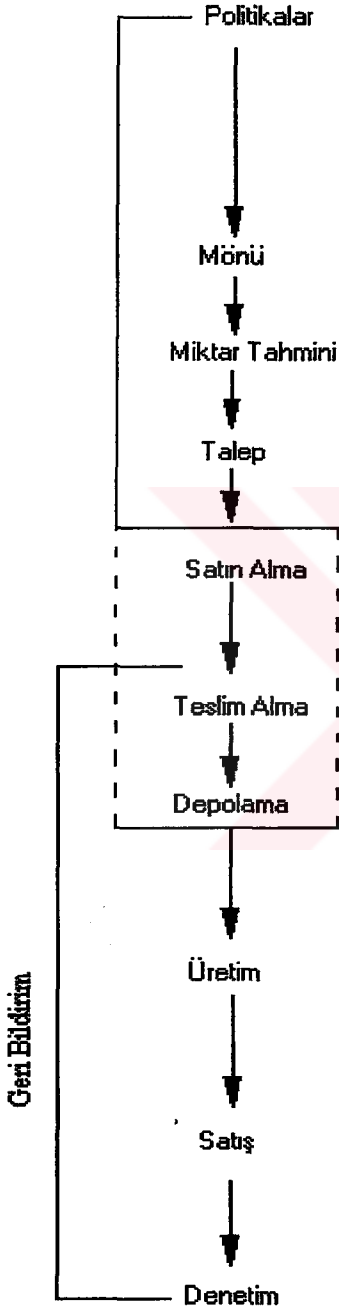 Politikalar
Mönü
Miktar Tahmini
Talep
Satın Alma
Teslim Alma
Depolama
Üretim
Geri Bildirim
Satış
Denetim